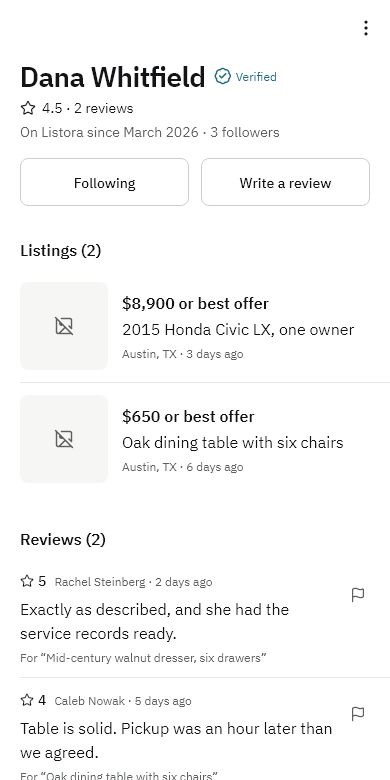 Dana Whitfield Verified
4.5 · 2 reviews
On Listora since March 2026 · 3 followers
Following Write a review
Listings (2)
$8,900 or best offer
2015 Honda Civic LX, one owner
Austin, TX · 3 days ago
$650 or best offer
Oak dining table with six chairs
Austin, TX · 6 days ago
Reviews (2)
5 Rachel Steinberg · 2 days ago
Exactly as described, and she had the
service records ready.
For “Mid-century walnut dresser, six drawers”
4 Caleb Nowak · 5 days ago
Table is solid. Pickup was an hour later than
we agreed.
For “Oak dining table with six chairs”